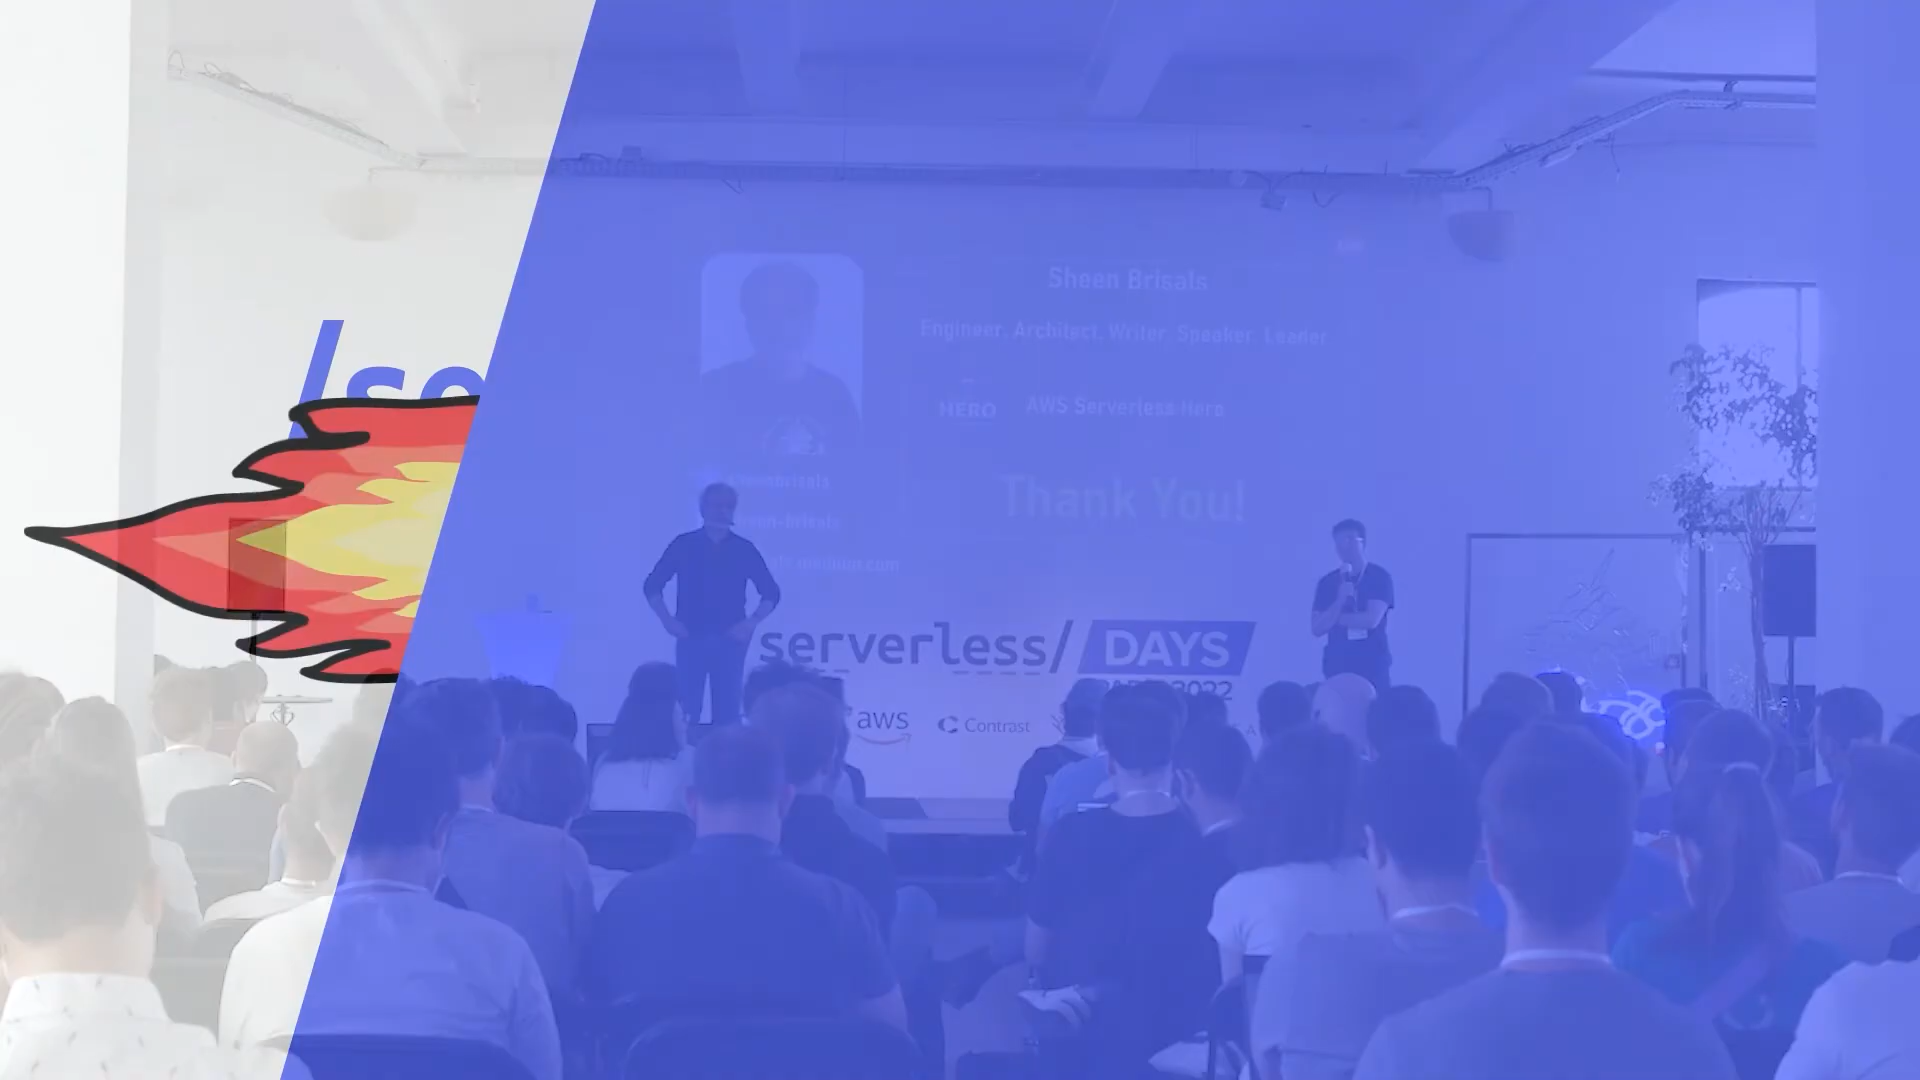 /se
Sheen Brisals
Engineer. Architect. Writer. Speaker. Leader
HERO
AWS Serverless Hero
Thank You!
serverless/DAYS
2022
aws
Contrast